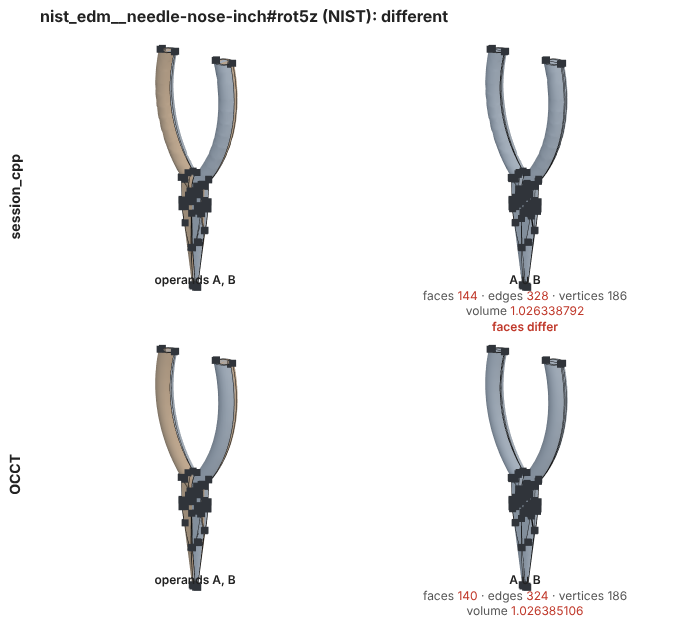 nist_edm__needle-nose-inch#rot5z (NIST): different
session_cpp
operands A, B
A B
faces 144 · edges 328 · vertices 186
volume 1.026338792
faces differ
OCCT
operands A, B
A B
faces 140 · edges 324 · vertices 186
volume 1.026385106